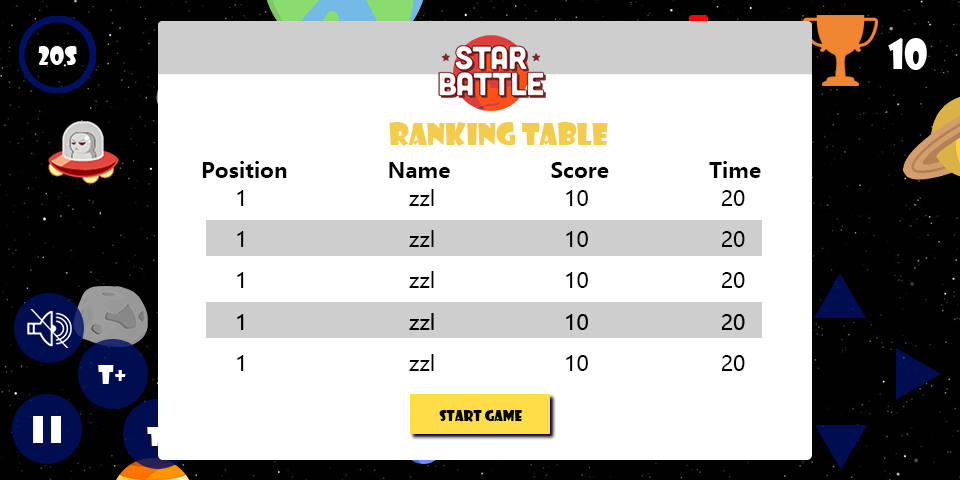 20S
10
STAR
BATTLE
RANKING TABLE
Position Name Score Time
1 zzl 10 20
1 zzl 10 20
1 zzl 10 20
1 zzl 10 20
1 zzl 10 20
T+
START GAME